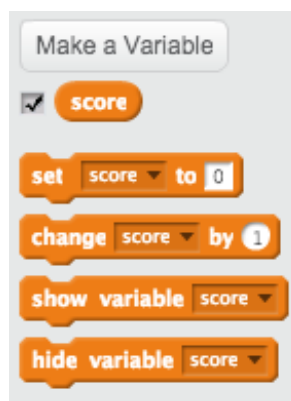 Make a Variable
score
set score to 0
change score by 1
show variable score
hide variable score